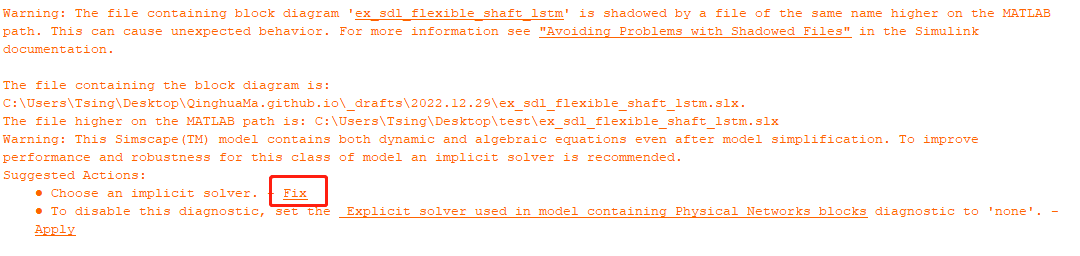 Warning: The file containing block diagram 'ex_sdl_flexible_shaft_lstm' is shadowed by a file of the same name higher on the MATLAB
path. This can cause unexpected behavior. For more information see "Avoiding Problems with Shadowed Files" in the Simulink
documentation.
The file containing the block diagram is:
C:\Users\Tsing\Desktop\QinghuaMa.github.io\_drafts\2022.12.29\ex_sdl_flexible_shaft_lstm.slx.
The file higher on the MATLAB path is: C:\Users\Tsing\Desktop\test\ex_sdl_flexible_shaft_lstm.slx
Warning: This Simscape(TM) model contains both dynamic and algebraic equations even after model simplification. To improve
performance and robustness for this class of model an implicit solver is recommended.
Suggested Actions:
• Choose an implicit solver. - Fix
• To disable this diagnostic, set the Explicit solver used in model containing Physical Networks blocks diagnostic to 'none'. -
Apply